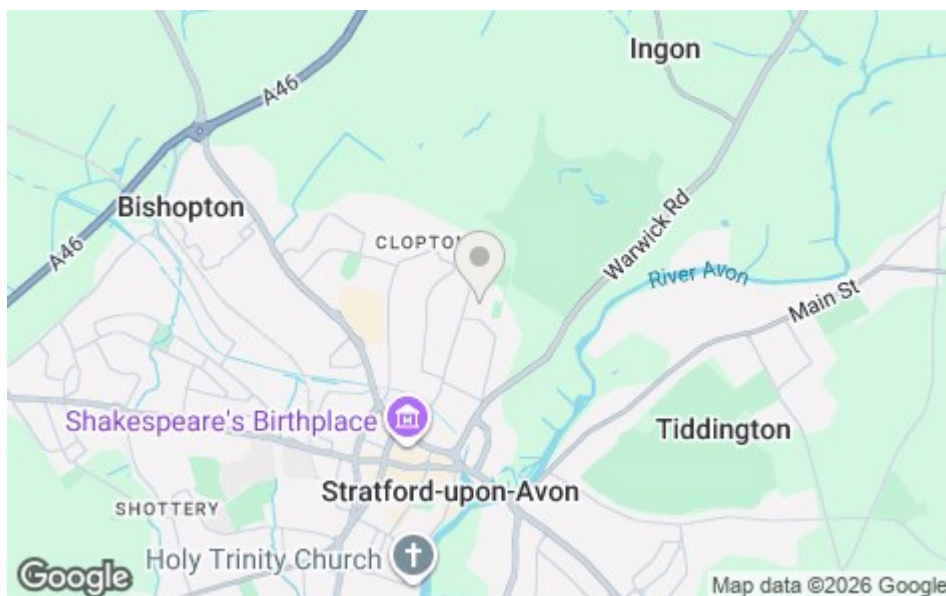 Ingon
A46
Bishopton
CLOPTON
Warwick Rd
River Avon
A46
Main St
Shakespeare's Birthplace
Tiddington
Stratford-upon-Avon
SHOTTERY
Holy Trinity Church
Google
Map data ©2026 Google